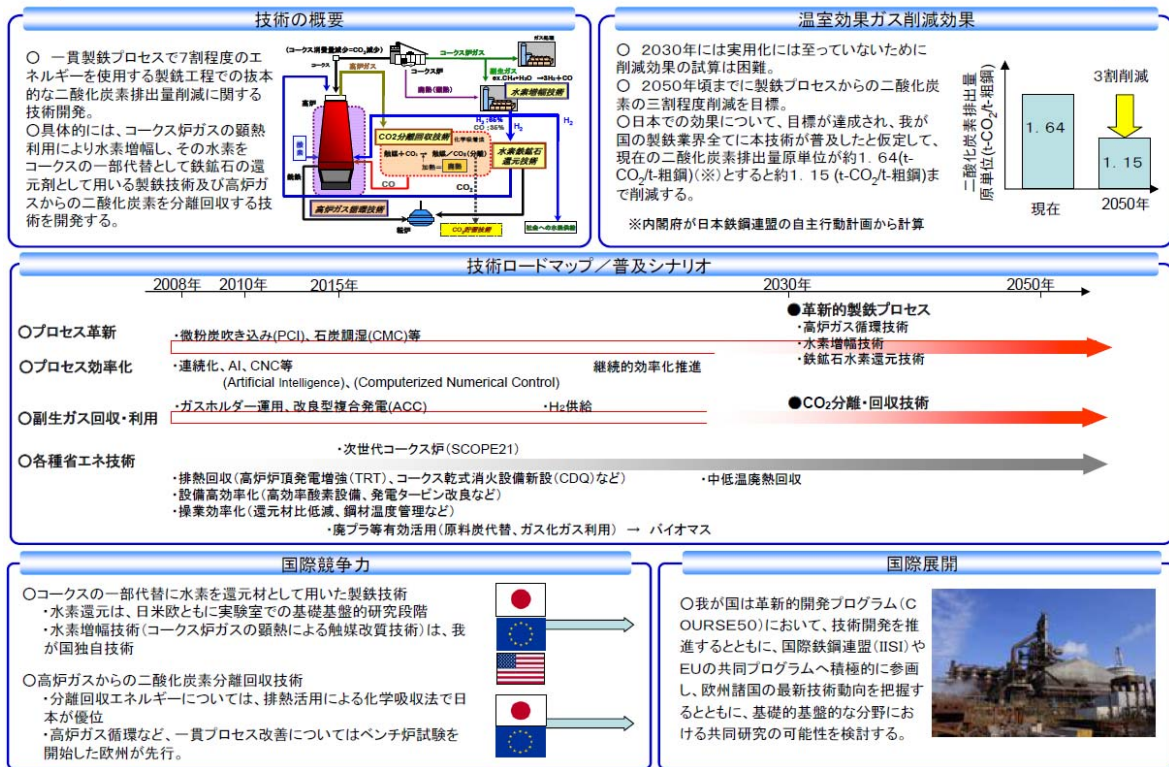 技術の概要
○ 一貫製鉄プロセスで7割程度のエ
ネルギーを使用する製銑工程での抜本
的な二酸化炭素排出量削減に関する
技術開発。
○具体的には、コークス炉ガスの顕熱
利用により水素増幅し、その水素を
コークスの一部代替として鉄鉱石の還
元剤として用いる製鉄技術及び高炉ガ
スからの二酸化炭素を分離回収する技
術を開発する。
(コークス消費量減少=CO₂減少)
コークス炉ガス
コークス
高炉ガス
コークス炉
副生ガス
ex.CH₄+H₂O →3H₂+CO
水素増幅技術
高炉
H₂:65%
CO:35%
H₂
H₂
CO2分離回収技術
化学吸収法
水素鉄鉱石
還元技術
酸素
CO
CO₂
高炉ガス循環技術
転炉
CO₂貯留技術
社会への水素供給
温室効果ガス削減効果
○ 2030年には実用化には至っていないために
削減効果の試算は困難。
○ 2050年頃までに製鉄プロセスからの二酸化炭
素の三割程度削減を目標。
○日本での効果について、目標が達成され、我が
国の製鉄業界全てに本技術が普及したと仮定して、
現在の二酸化炭素排出量原単位が約1.64(t-
CO₂/t-粗鋼)(※)とすると約1.15 (t-CO₂/t-粗鋼)ま
で削減する。
※内閣府が日本鉄鋼連盟の自主行動計画から計算
二酸化炭素排出量
原単位(t-CO₂/t-粗鋼)
3割削減
1.64
1.15
現在
2050年
技術ロードマップ/普及シナリオ
2008年 2010年 2015年 2030年 2050年
○プロセス革新
・微粉炭吹き込み(PCI)、石炭調湿(CMC)等
●革新的製鉄プロセス
・高炉ガス循環技術
・水素増幅技術
・鉄鉱石水素還元技術
○プロセス効率化
・連続化、AI、CNC等
(Artificial Intelligence)、(Computerized Numerical Control)
継続的効率化推進
○副生ガス回収・利用
・ガスホルダー運用、改良型複合発電(ACC)
・H₂供給
●CO₂分離・回収技術
○各種省エネ技術
・次世代コークス炉(SCOPE21)
・排熱回収(高炉炉頂発電増強(TRT)、コークス乾式消火設備新設(CDQ)など)
・中低温廃熱回収
・設備高効率化(高効率酸素設備、発電タービン改良など)
・操業効率化(還元材比低減、鋼材温度管理など)
・廃プラ等有効活用(原料炭代替、ガス化ガス利用) → バイオマス
国際競争力
○コークスの一部代替に水素を還元材として用いた製鉄技術
・水素還元は、日米欧ともに実験室での基礎基盤的研究段階
・水素増幅技術(コークス炉ガスの顕熱による触媒改質技術)は、我
が国独自技術
○高炉ガスからの二酸化炭素分離回収技術
・分離回収エネルギーについては、排熱活用による化学吸収法で日
本が優位
・高炉ガス循環など、一貫プロセス改善についてはベンチ炉試験を
開始した欧州が先行。
国際展開
○我が国は革新的開発プログラム(C
OURSE50)において、技術開発を推
進するとともに、国際鉄鋼連盟(IISI)や
EUの共同プログラムへ積極的に参画
し、欧州諸国の最新技術動向を把握す
るとともに、基礎的基盤的な分野にお
ける共同研究の可能性を検討する。